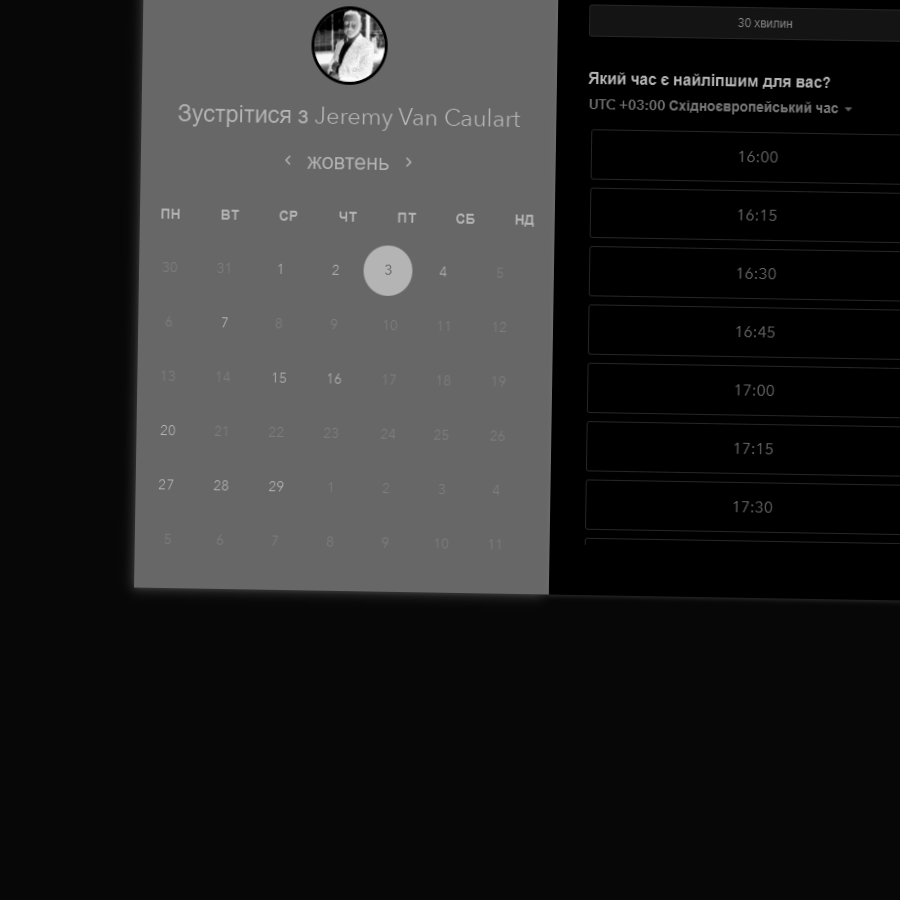 Зустрітися з Jeremy Van Caulart
жовтень
ПН ВТ СР ЧТ ПТ СБ НД
30 31 1 2 3 4 5
6 7 8 9 10 11 12
13 14 15 16 17 18 19
20 21 22 23 24 25 26
27 28 29 1 2 3 4
5 6 7 8 9 10 11
30 хвилин
Який час є найліпшим для вас?
UTC +03:00 Східноєвропейський час
16:00
16:15
16:30
16:45
17:00
17:15
17:30